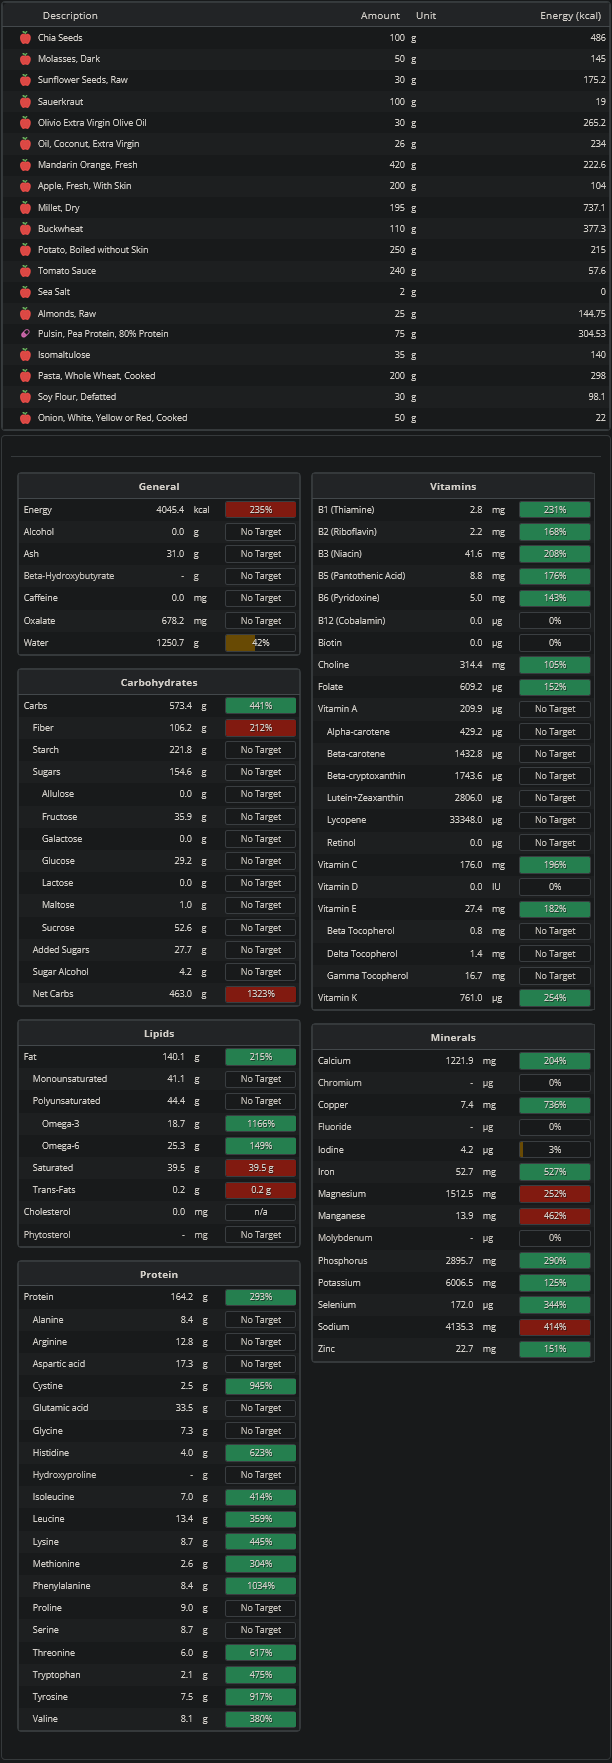 Description Amount Unit Energy (kcal)
Chia Seeds 100 g 486
Molasses, Dark 50 g 145
Sunflower Seeds, Raw 30 g 175.2
Sauerkraut 100 g 19
Olivio Extra Virgin Olive Oil 30 g 265.2
Oil, Coconut, Extra Virgin 26 g 234
Mandarin Orange, Fresh 420 g 222.6
Apple, Fresh, With Skin 200 g 104
Millet, Dry 195 g 737.1
Buckwheat 110 g 377.3
Potato, Boiled without Skin 250 g 215
Tomato Sauce 240 g 57.6
Sea Salt 2 g 0
Almonds, Raw 25 g 144.75
Pulsin, Pea Protein, 80% Protein 75 g 304.53
Isomaltulose 35 g 140
Pasta, Whole Wheat, Cooked 200 g 298
Soy Flour, Defatted 30 g 98.1
Onion, White, Yellow or Red, Cooked 50 g 22
General
Energy 4045.4 kcal 235%
Alcohol 0.0 g No Target
Ash 31.0 g No Target
Beta-Hydroxybutyrate - g No Target
Caffeine 0.0 mg No Target
Oxalate 678.2 mg No Target
Water 1250.7 g 42%
Carbohydrates
Carbs 573.4 g 441%
Fiber 106.2 g 212%
Starch 221.8 g No Target
Sugars 154.6 g No Target
Allulose 0.0 g No Target
Fructose 35.9 g No Target
Galactose 0.0 g No Target
Glucose 29.2 g No Target
Lactose 0.0 g No Target
Maltose 1.0 g No Target
Sucrose 52.6 g No Target
Added Sugars 27.7 g No Target
Sugar Alcohol 4.2 g No Target
Net Carbs 463.0 g 1323%
Lipids
Fat 140.1 g 215%
Monounsaturated 41.1 g No Target
Polyunsaturated 44.4 g No Target
Omega-3 18.7 g 1166%
Omega-6 25.3 g 149%
Saturated 39.5 g 39.5 g
Trans-Fats 0.2 g 0.2 g
Cholesterol 0.0 mg n/a
Phytosterol - mg No Target
Protein
Protein 164.2 g 293%
Alanine 8.4 g No Target
Arginine 12.8 g No Target
Aspartic acid 17.3 g No Target
Cystine 2.5 g 945%
Glutamic acid 33.5 g No Target
Glycine 7.3 g No Target
Histidine 4.0 g 623%
Hydroxyproline - g No Target
Isoleucine 7.0 g 414%
Leucine 13.4 g 359%
Lysine 8.7 g 445%
Methionine 2.6 g 304%
Phenylalanine 8.4 g 1034%
Proline 9.0 g No Target
Serine 8.7 g No Target
Threonine 6.0 g 617%
Tryptophan 2.1 g 475%
Tyrosine 7.5 g 917%
Valine 8.1 g 380%
Vitamins
B1 (Thiamine) 2.8 mg 231%
B2 (Riboflavin) 2.2 mg 168%
B3 (Niacin) 41.6 mg 208%
B5 (Pantothenic Acid) 8.8 mg 176%
B6 (Pyridoxine) 5.0 mg 143%
B12 (Cobalamin) 0.0 µg 0%
Biotin 0.0 µg 0%
Choline 314.4 mg 105%
Folate 609.2 µg 152%
Vitamin A 209.9 µg No Target
Alpha-carotene 429.2 µg No Target
Beta-carotene 1432.8 µg No Target
Beta-cryptoxanthin 1743.6 µg No Target
Lutein+Zeaxanthin 2806.0 µg No Target
Lycopene 33348.0 µg No Target
Retinol 0.0 µg No Target
Vitamin C 176.0 mg 196%
Vitamin D 0.0 IU 0%
Vitamin E 27.4 mg 182%
Beta Tocopherol 0.8 mg No Target
Delta Tocopherol 1.4 mg No Target
Gamma Tocopherol 16.7 mg No Target
Vitamin K 761.0 µg 254%
Minerals
Calcium 1221.9 mg 204%
Chromium - µg 0%
Copper 7.4 mg 736%
Fluoride - µg 0%
Iodine 4.2 µg 3%
Iron 52.7 mg 527%
Magnesium 1512.5 mg 252%
Manganese 13.9 mg 462%
Molybdenum - µg 0%
Phosphorus 2895.7 mg 290%
Potassium 6006.5 mg 125%
Selenium 172.0 µg 344%
Sodium 4135.3 mg 414%
Zinc 22.7 mg 151%